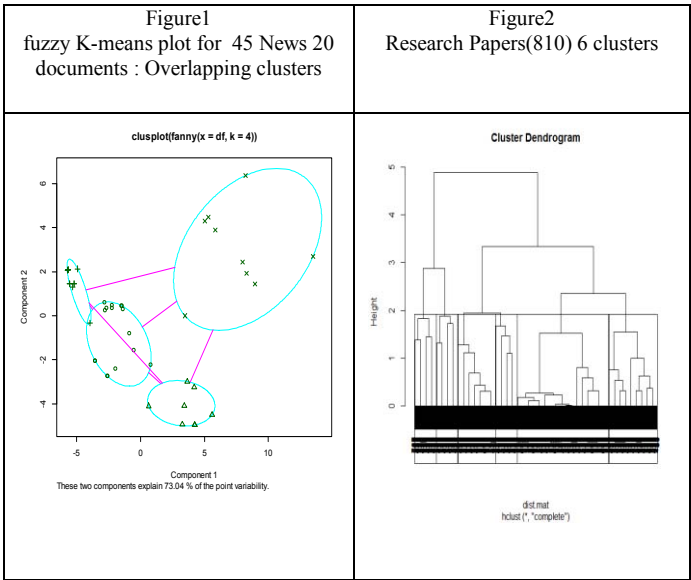 Figure1
fuzzy K-means plot for 45 News 20
documents : Overlapping clusters
Figure2
Research Papers(810) 6 clusters
clusplot(fanny(x = df, k = 4))
Component 2
6
4
2
0
-2
-4
-5
0
5
10
Component 1
These two components explain 73.04 % of the point variability.
Cluster Dendrogram
Height
5
4
3
2
1
0
dist.mat
hclust (*, "complete")